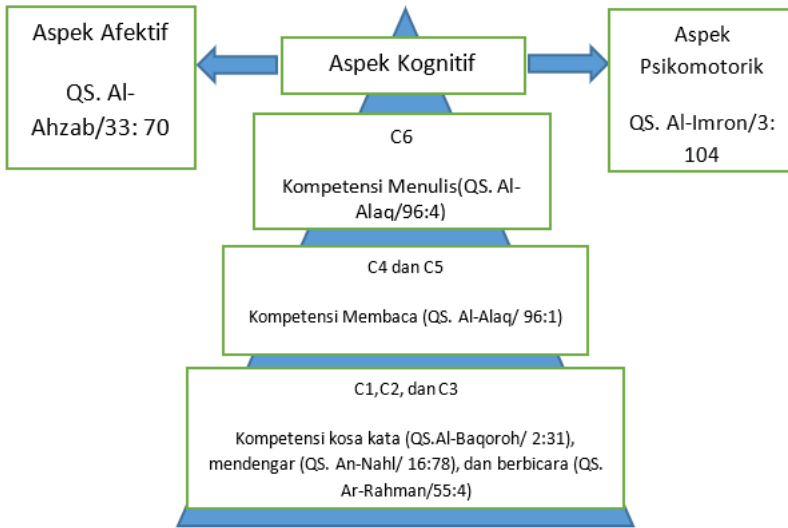 Aspek Afektif
QS. Al-
Ahzab/33: 70
Aspek Kognitif
Aspek
Psikomotorik
QS. Al-Imron/3:
104
C6
Kompetensi Menulis(QS. Al-
Alaq/96:4)
C4 dan C5
Kompetensi Membaca (QS. Al-Alaq/ 96:1)
C1,C2, dan C3
Kompetensi kosa kata (QS.Al-Baqoroh/ 2:31),
mendengar (QS. An-Nahl/ 16:78), dan berbicara (QS.
Ar-Rahman/55:4)